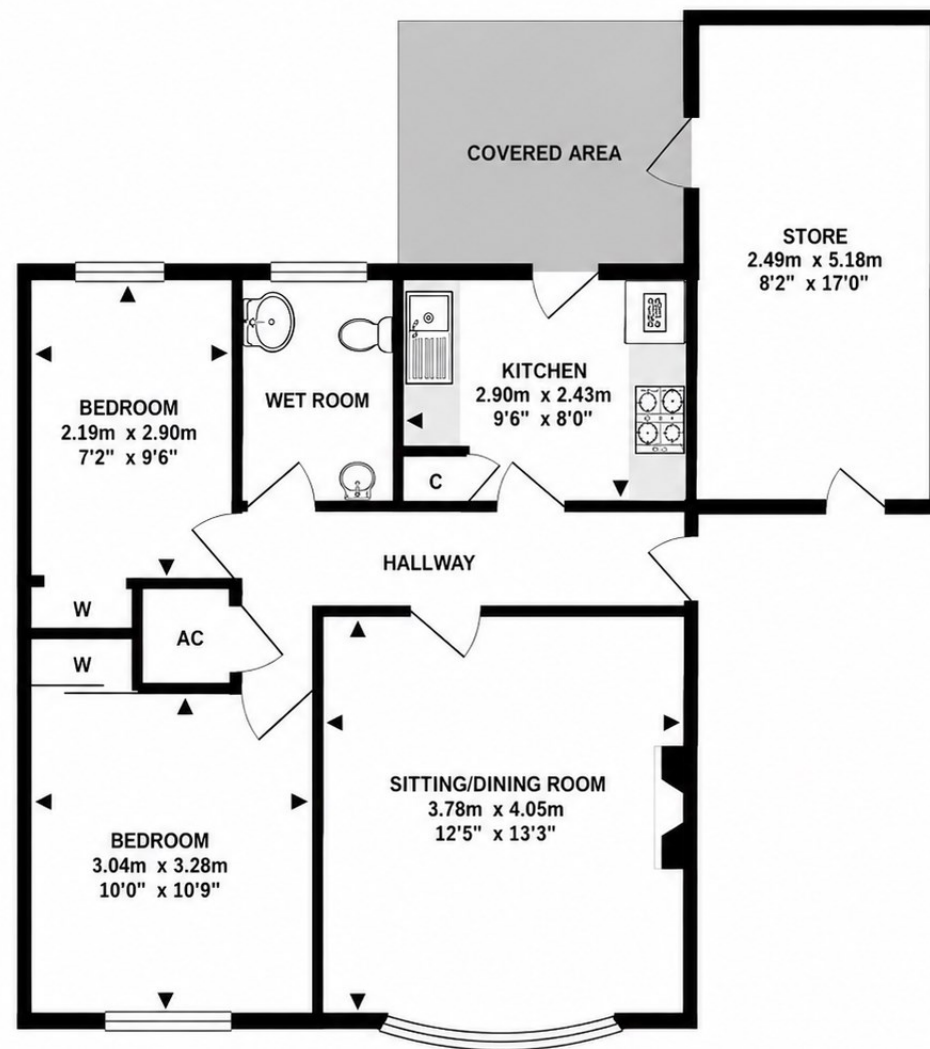 COVERED AREA
STORE
2.49m x 5.18m
8'2" x 17'0"
BEDROOM
2.19m x 2.90m
7'2" x 9'6"
WET ROOM
KITCHEN
2.90m x 2.43m
9'6" x 8'0"
C
HALLWAY
W
AC
W
BEDROOM
3.04m x 3.28m
10'0" x 10'9"
SITTING/DINING ROOM
3.78m x 4.05m
12'5" x 13'3"